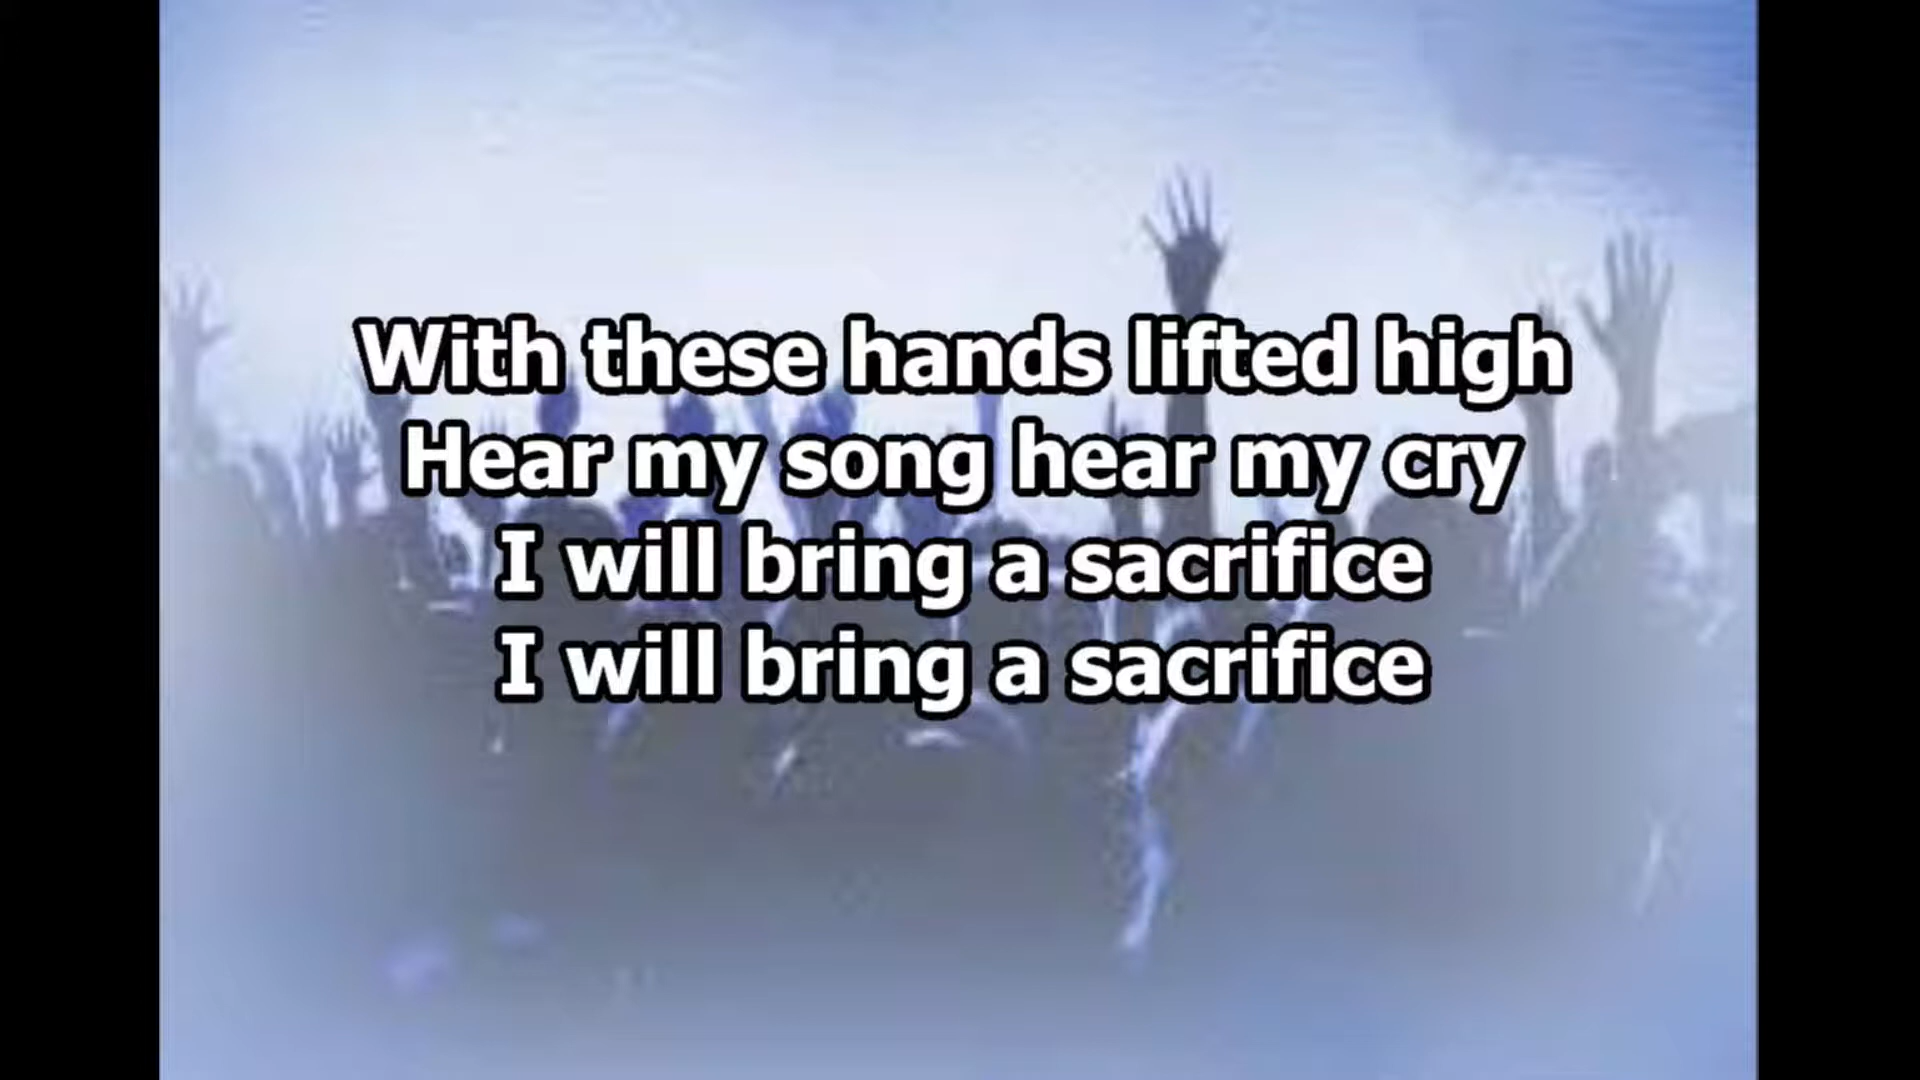 With these hands lifted high
Hear my song hear my cry
I will bring a sacrifice
I will bring a sacrifice